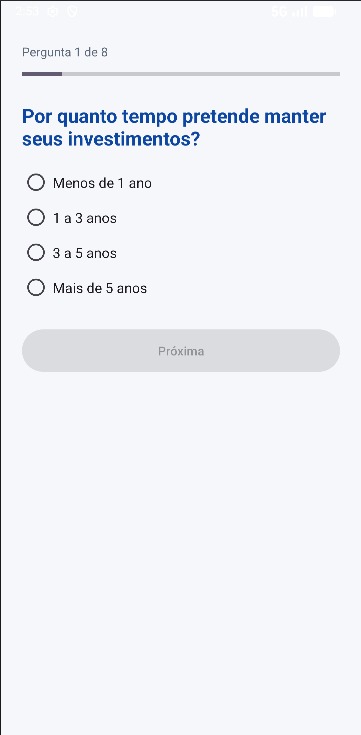 Pergunta 1 de 8
Por quanto tempo pretende manter
seus investimentos?
Menos de 1 ano
1 a 3 anos
3 a 5 anos
Mais de 5 anos
Próxima